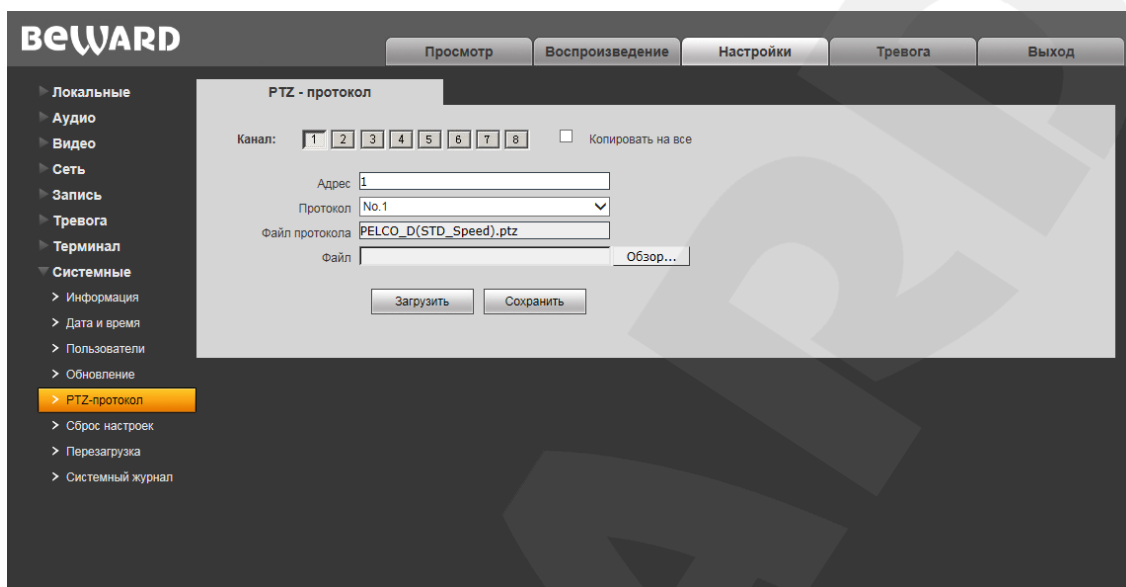 BEWARD
Просмотр Воспроизведение Настройки Тревога Выход
Локальные
Аудио
Видео
Сеть
Запись
Тревога
Терминал
Системные
Информация
Дата и время
Пользователи
Обновление
PTZ-протокол
Сброс настроек
Перезагрузка
Системный журнал
PTZ - протокол
Канал: 1 2 3 4 5 6 7 8 Копировать на все
Адрес 1
Протокол No.1
Файл протокола PELCO_D(STD_Speed).ptz
Файл Обзор...
Загрузить Сохранить